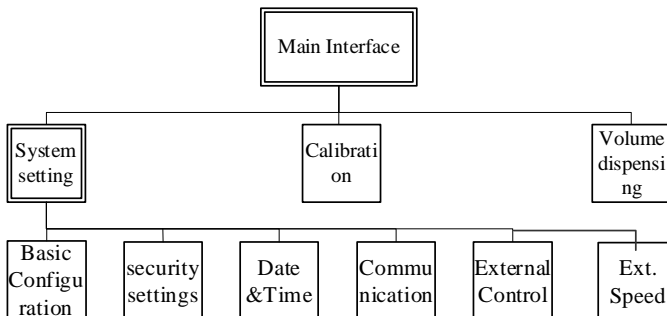 Main Interface
System
setting
Calibrati
on
Volume
dispensi
ng
Basic
Configu
ration
security
settings
Date
&Time
Commu
nication
External
Control
Ext.
Speed